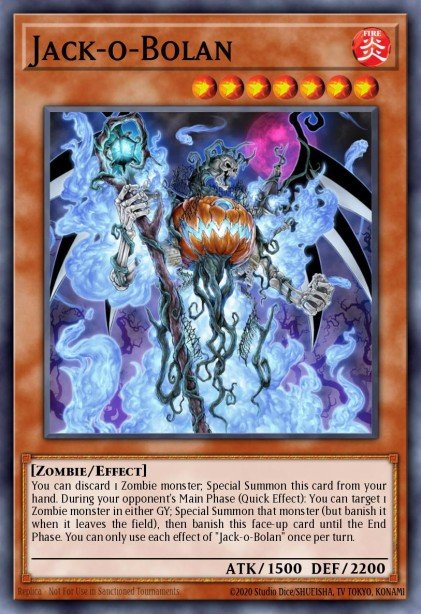 Jack-o-Bolan
FIRE
炎
[Zombie/Effect]
You can discard 1 Zombie monster; Special Summon this card from your
hand. During your opponent's Main Phase (Quick Effect): You can target 1
Zombie monster in either GY; Special Summon that monster (but banish it
when it leaves the field), then banish this face-up card until the End
Phase. You can only use each effect of "Jack-o-Bolan" once per turn.
ATK/1500 DEF/2200
Replica - Not For Use in Sanctioned Tournaments
©2020 Studio Dice/SHUEISHA, TV TOKYO, KONAMI